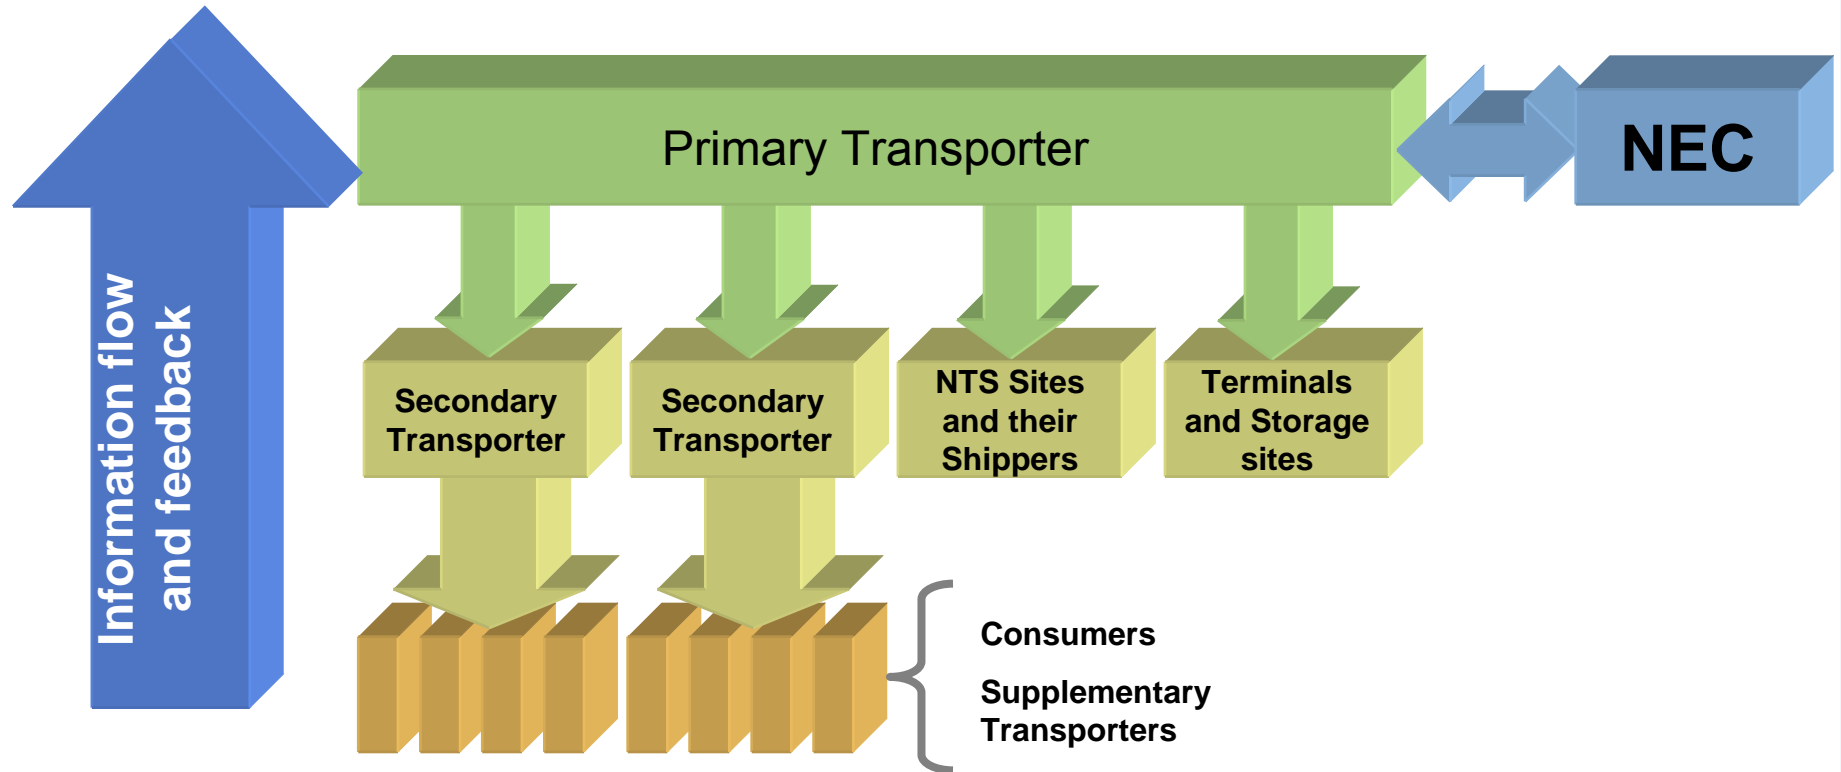 Information flow
and feedback
Primary Transporter
NEC
Secondary
Transporter
Secondary
Transporter
NTS Sites
and their
Shippers
Terminals
and Storage
sites
Consumers
Supplementary
Transporters